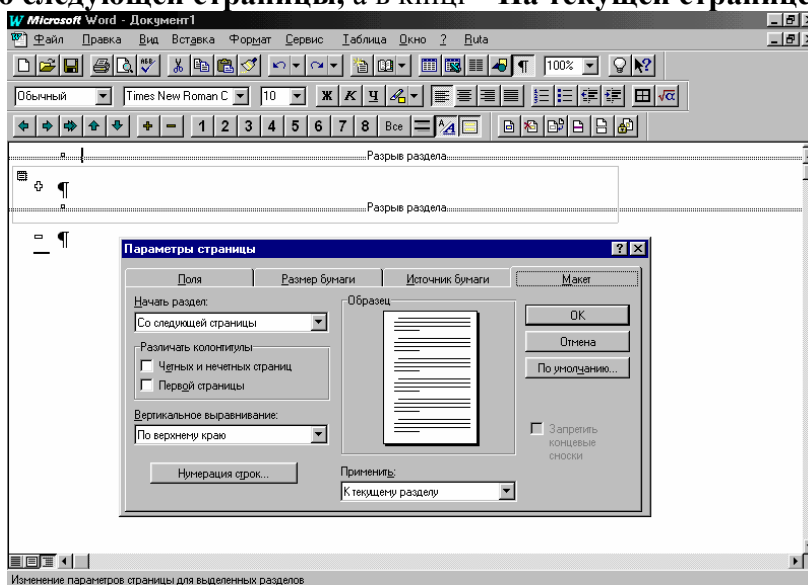 о следующей страницы, а в конце На текущей странице
Microsoft Word - Документ1
Файл Правка Вид Вставка Формат Сервис Таблица Окно ? Ruta
100%
Обычный Times New Roman C 10 Ж К Ч
1 2 3 4 5 6 7 8 Все
Разрыв раздела
¶
Разрыв раздела
¶
Параметры страницы
Поля Размер бумаги Источник бумаги Макет
Начать раздел:
Со следующей страницы
Различать колонтитулы
Четных и нечетных страниц
Первой страницы
Вертикальное выравнивание:
По верхнему краю
Нумерация строк...
Образец
Применить:
К текущему разделу
OK
Отмена
По умолчанию...
Запретить
концевые
сноски
Изменение параметров страницы для выделенных разделов